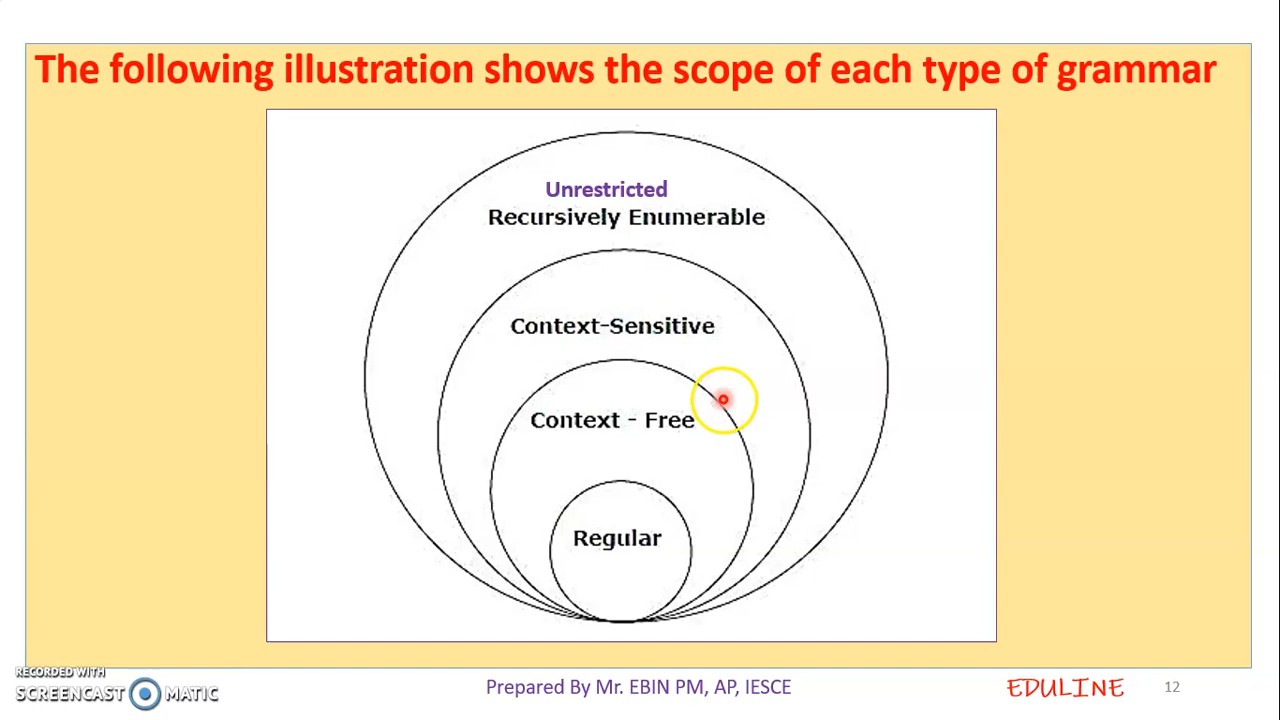 The following illustration shows the scope of each type of grammar
Unrestricted
Recursively Enumerable
Context-Sensitive
Context - Free
Regular
RECORDED WITH
SCREENCAST MATIC
Prepared By Mr. EBIN PM, AP, IESCE
EDULINE
12